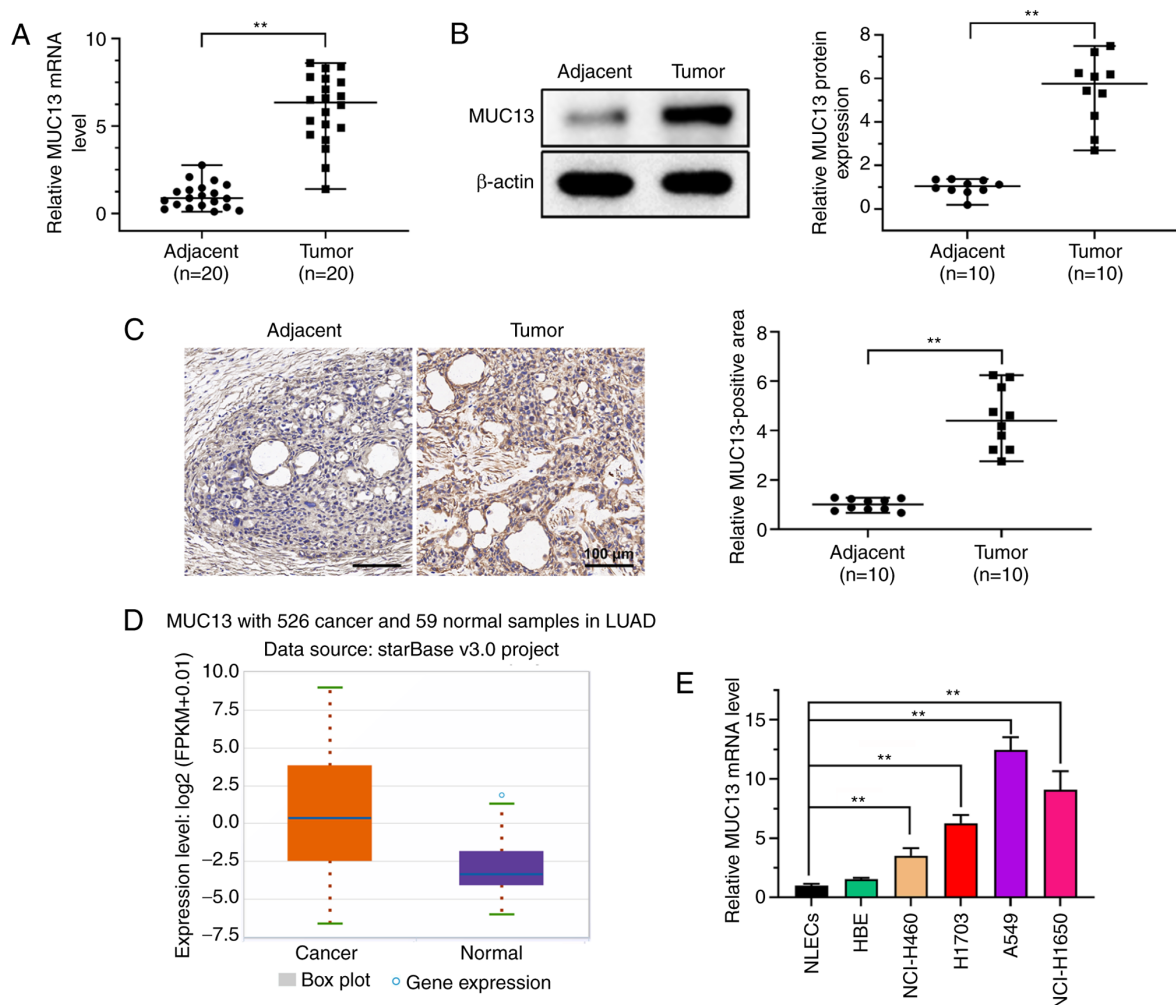 A
Relative MUC13 mRNA
level
10
5
0
**
Adjacent
(n=20)
Tumor
(n=20)
B
Adjacent
Tumor
MUC13
β-actin
Relative MUC13 protein
expression
8
6
4
2
0
**
Adjacent
(n=10)
Tumor
(n=10)
C
Adjacent
Tumor
100 µm
Relative MUC13-positive area
8
6
4
2
0
**
Adjacent
(n=10)
Tumor
(n=10)
D
MUC13 with 526 cancer and 59 normal samples in LUAD
Data source: starBase v3.0 project
Expression level: log2 (FPKM+0.01)
10.0
7.5
5.0
2.5
0.0
−2.5
−5.0
−7.5
Cancer
Normal
Box plot
Gene expression
E
Relative MUC13 mRNA level
15
10
5
0
**
**
**
**
NLECs
HBE
NCI-H460
H1703
A549
NCI-H1650